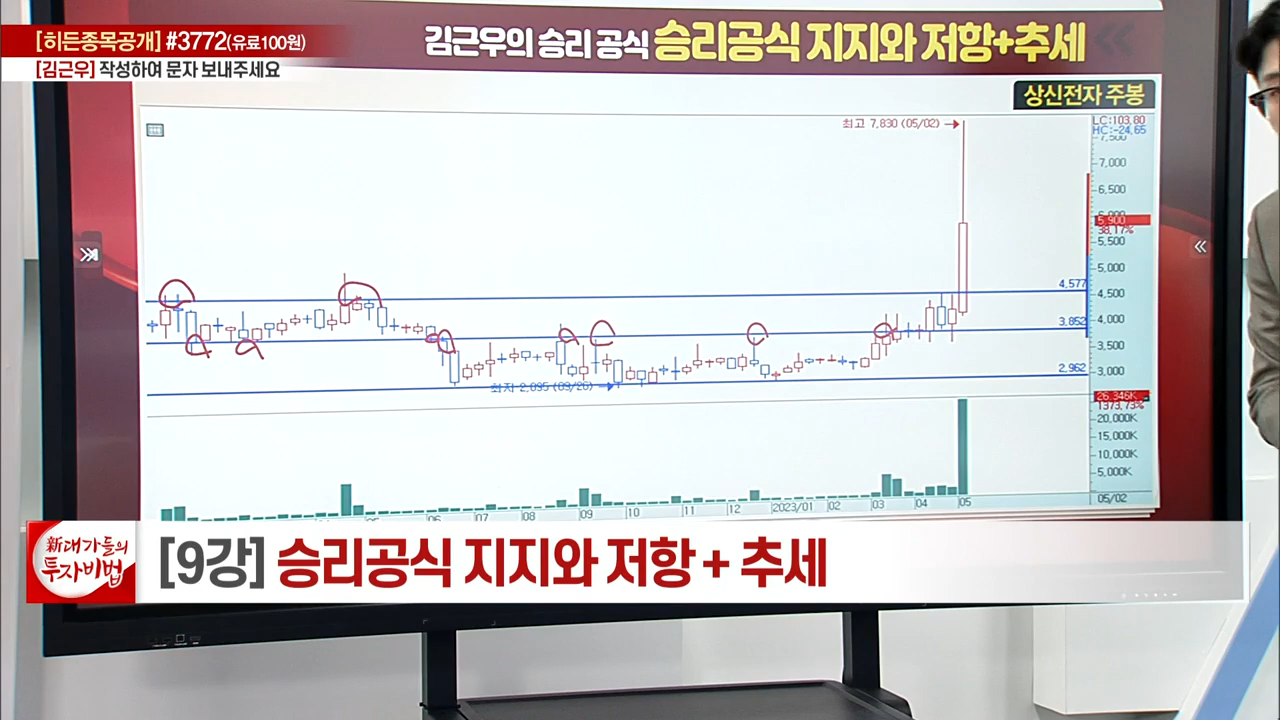 [히든종목공개] #3772(유료100원)
[김근우] 작성하여 문자 보내주세요
김근우의 승리 공식 승리공식 지지와 저항+추세
상신전자 주봉
최고 7,830 (05/02)
LC:103.80
HC:-24.65
7,500
7,000
6,500
6,000
5,900
38.17%
5,500
5,000
4,577
4,500
4,000
3,852
3,500
2,962
3,000
최저 2,695 (09/26)
26,346K
1373.73%
20,000K
15,000K
10,000K
5,000K
06 07 08 09 10 11 12 2023/01 02 03 04 05
05/02
新대가들의
투자비법
[9강] 승리공식 지지와 저항 + 추세